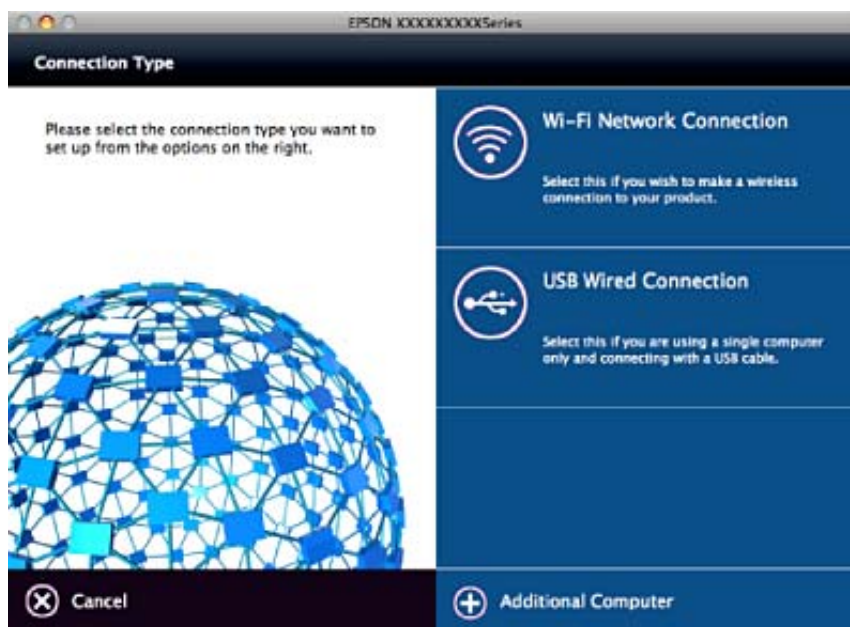 EPSON XXXXXXXXXSeries
Connection Type
Please select the connection type you want to
set up from the options on the right.
Wi-Fi Network Connection
Select this if you wish to make a wireless
connection to your product.
USB Wired Connection
Select this if you are using a single computer
only and connecting with a USB cable.
Cancel
Additional Computer